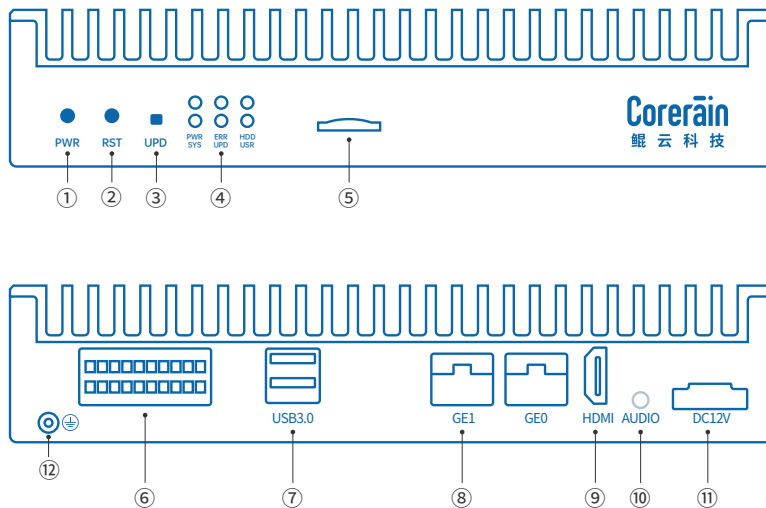 Corerain
鲲云科技
PWR RST UPD
PWR ERR HDD
SYS UPD USR
① ② ③ ④ ⑤
USB3.0 GE1 GE0 HDMI AUDIO DC12V
⑫ ⑥ ⑦ ⑧ ⑨ ⑩ ⑪